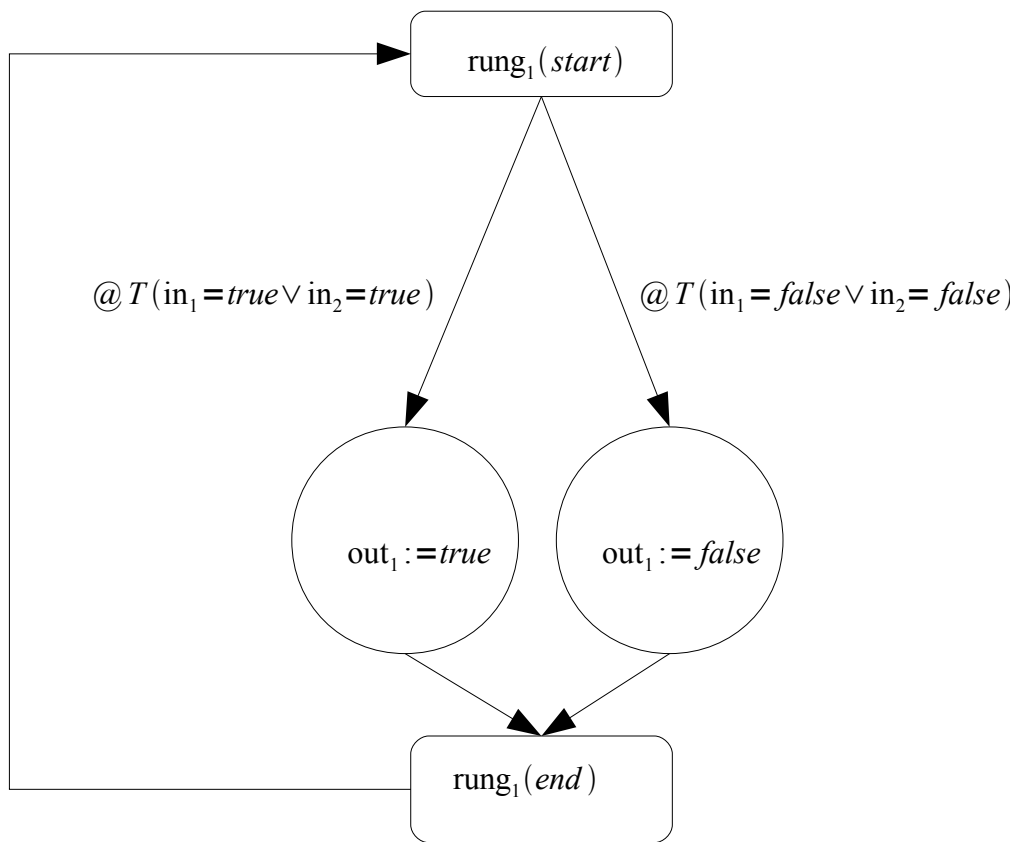 rung₁(start)
@T(in₁=true∨in₂=true)
@T(in₁=false∨in₂=false)
out₁:=true
out₁:=false
rung₁(end)